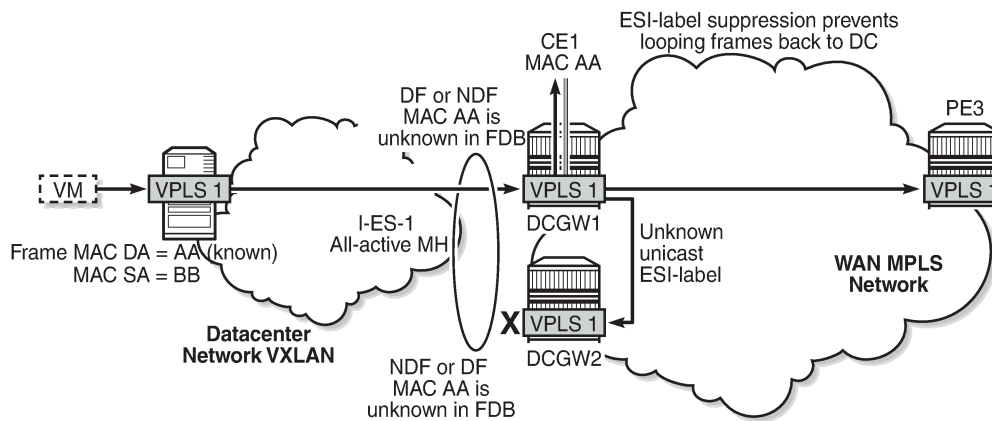 ESI-label suppression prevents
looping frames back to DC
CE1
MAC AA
DF or NDF
MAC AA is
unknown in FDB
PE3
VM
VPLS 1
VPLS 1
VPLS 1
DCGW1
I-ES-1
All-active MH
Frame MAC DA = AA (known)
MAC SA = BB
Unknown
unicast
ESI-label
WAN MPLS
Network
Datacenter
Network VXLAN
X
VPLS 1
DCGW2
NDF or DF
MAC AA is
unknown in FDB